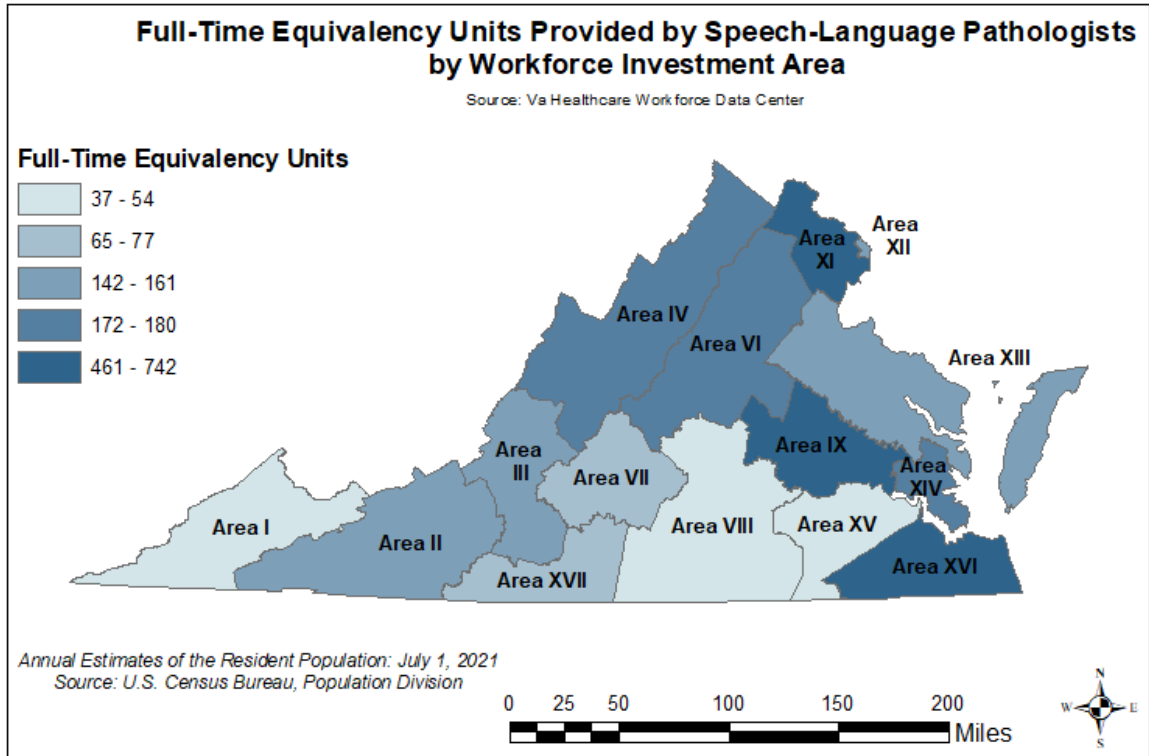 Full-Time Equivalency Units Provided by Speech-Language Pathologists
by Workforce Investment Area
Source: Va Healthcare Workforce Data Center
Full-Time Equivalency Units
37 - 54
65 - 77
142 - 161
172 - 180
461 - 742
Area
XII
Area
XI
Area IV
Area VI
Area XIII
Area
III
Area VII
Area IX
Area
XIV
Area I
Area II
Area VIII
Area XV
Area XVII
Area XVI
Annual Estimates of the Resident Population: July 1, 2021
Source: U.S. Census Bureau, Population Division
0 25 50 100 150 200
Miles
N
W E
S